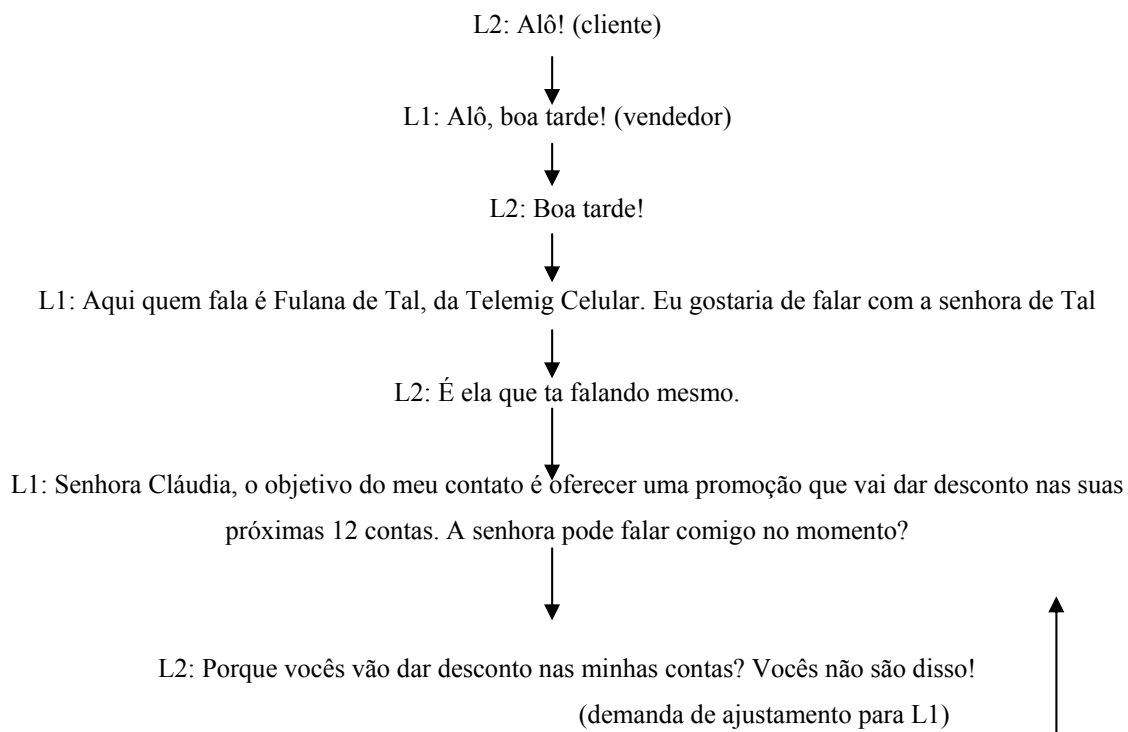 L2: Alô! (cliente)
L1: Alô, boa tarde! (vendedor)
L2: Boa tarde!
L1: Aqui quem fala é Fulana de Tal, da Telemig Celular. Eu gostaria de falar com a senhora de Tal
L2: É ela que ta falando mesmo.
L1: Senhora Cláudia, o objetivo do meu contato é oferecer uma promoção que vai dar desconto nas suas
próximas 12 contas. A senhora pode falar comigo no momento?
L2: Porque vocês vão dar desconto nas minhas contas? Vocês não são disso!
(demanda de ajustamento para L1)